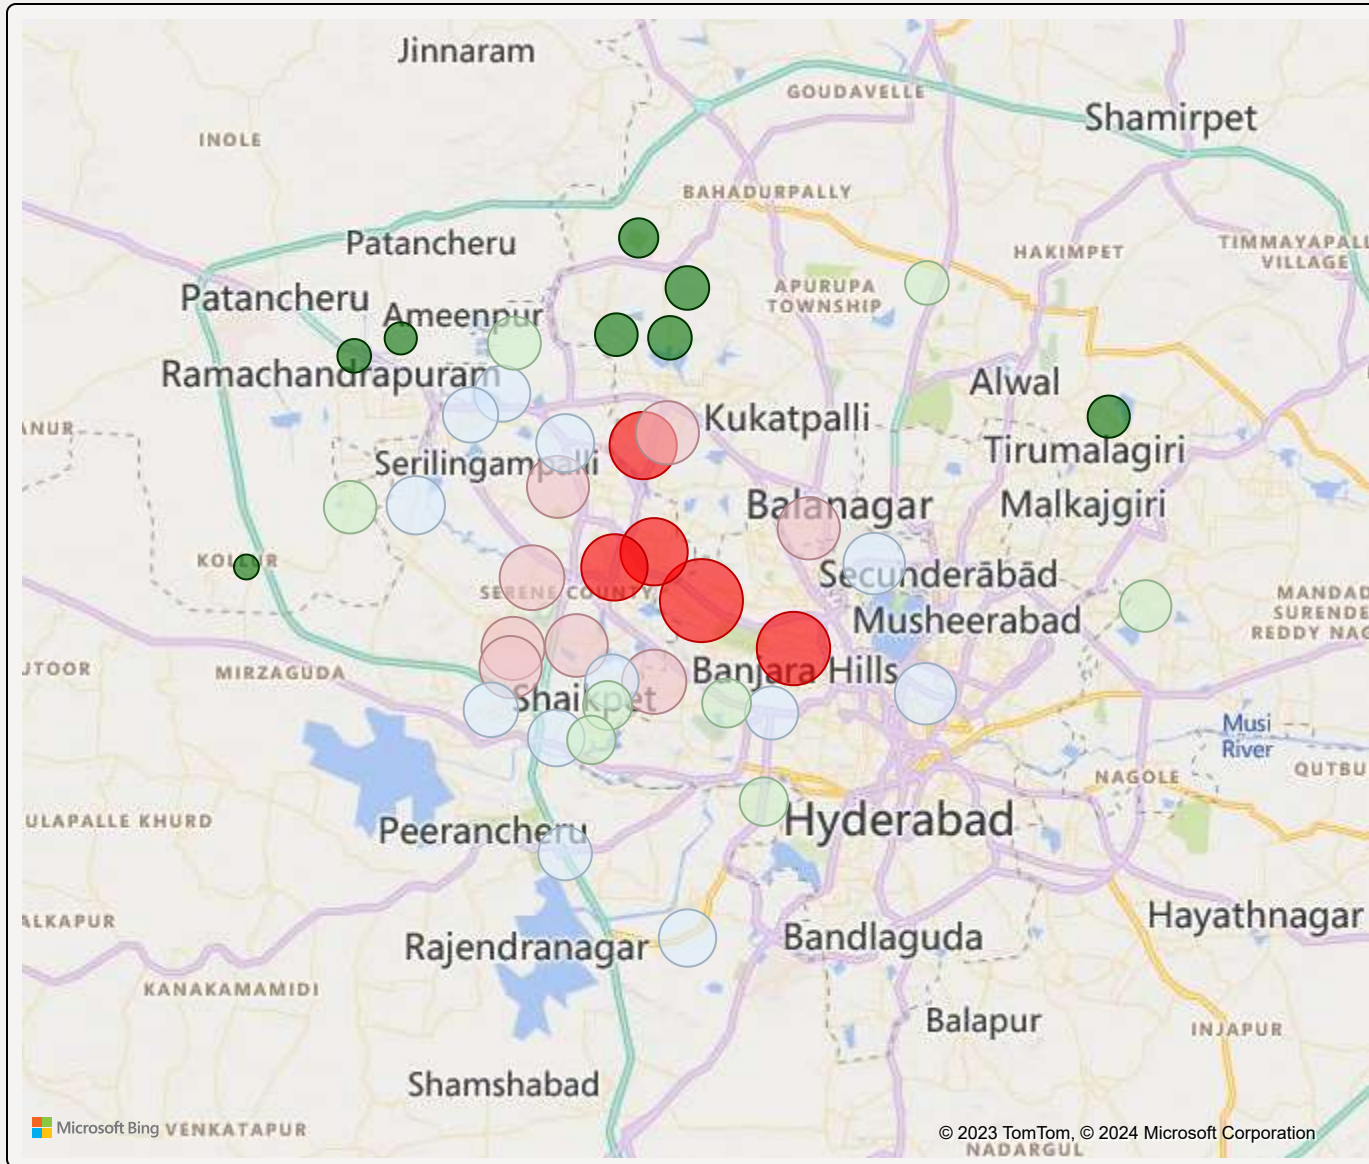 Jinnaram
GOUDAVELLE
Shamirpet
INOLE
BAHADURPALLY
Patancheru
HAKIMPET
TIMMAYAPALL
VILLAGE
Patancheru
APURUPA
TOWNSHIP
Ameenpur
Ramachandrapuram
Alwal
Kukatpalli
ANUR
Tirumalagiri
Serilingampalli
Balanagar
Malkajgiri
KOLLUR
Secunderābād
SERENE COUNTY
MANDAD
SURENDE
REDDY NAG
Musheerabad
UTOOR
MIRZAGUDA
Banjara Hills
Shaikpet
Musi
River
NAGOLE
QUTBU
ULAPALLE KHURD
Peerancheru
Hyderabad
ALKAPUR
Hayathnagar
Rajendranagar
Bandlaguda
KANAKAMAMIDI
Balapur
INJAPUR
Shamshabad
Microsoft Bing
VENKATAPUR
© 2023 TomTom, © 2024 Microsoft Corporation
NADARGUL